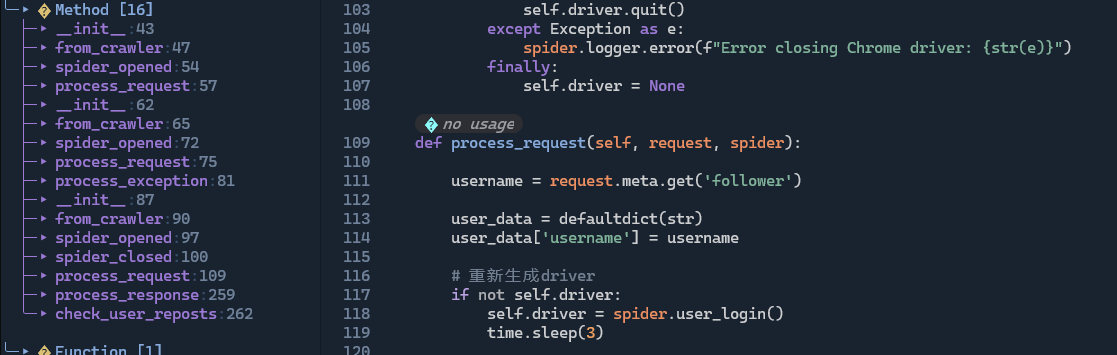 Method [16]
__init__:43
from_crawler:47
spider_opened:54
process_request:57
__init__:62
from_crawler:65
spider_opened:72
process_request:75
process_exception:81
__init__:87
from_crawler:90
spider_opened:97
spider_closed:100
process_request:109
process_response:259
check_user_reposts:262
Function [1]
103 self.driver.quit()
104 except Exception as e:
105 spider.logger.error(f"Error closing Chrome driver: {str(e)}")
106 finally:
107 self.driver = None
108
no usage
109 def process_request(self, request, spider):
110
111 username = request.meta.get('follower')
112
113 user_data = defaultdict(str)
114 user_data['username'] = username
115
116 # 重新生成driver
117 if not self.driver:
118 self.driver = spider.user_login()
119 time.sleep(3)
120